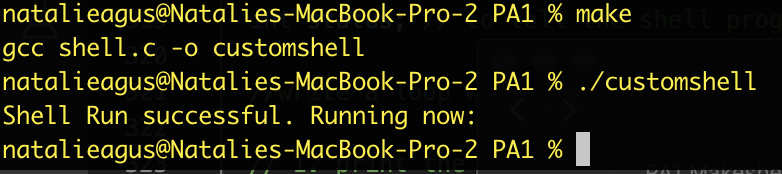 natalieagus@Natalies-MacBook-Pro-2 PA1 % make
gcc shell.c -o customshell
natalieagus@Natalies-MacBook-Pro-2 PA1 % ./customshell
Shell Run successful. Running now:
natalieagus@Natalies-MacBook-Pro-2 PA1 %